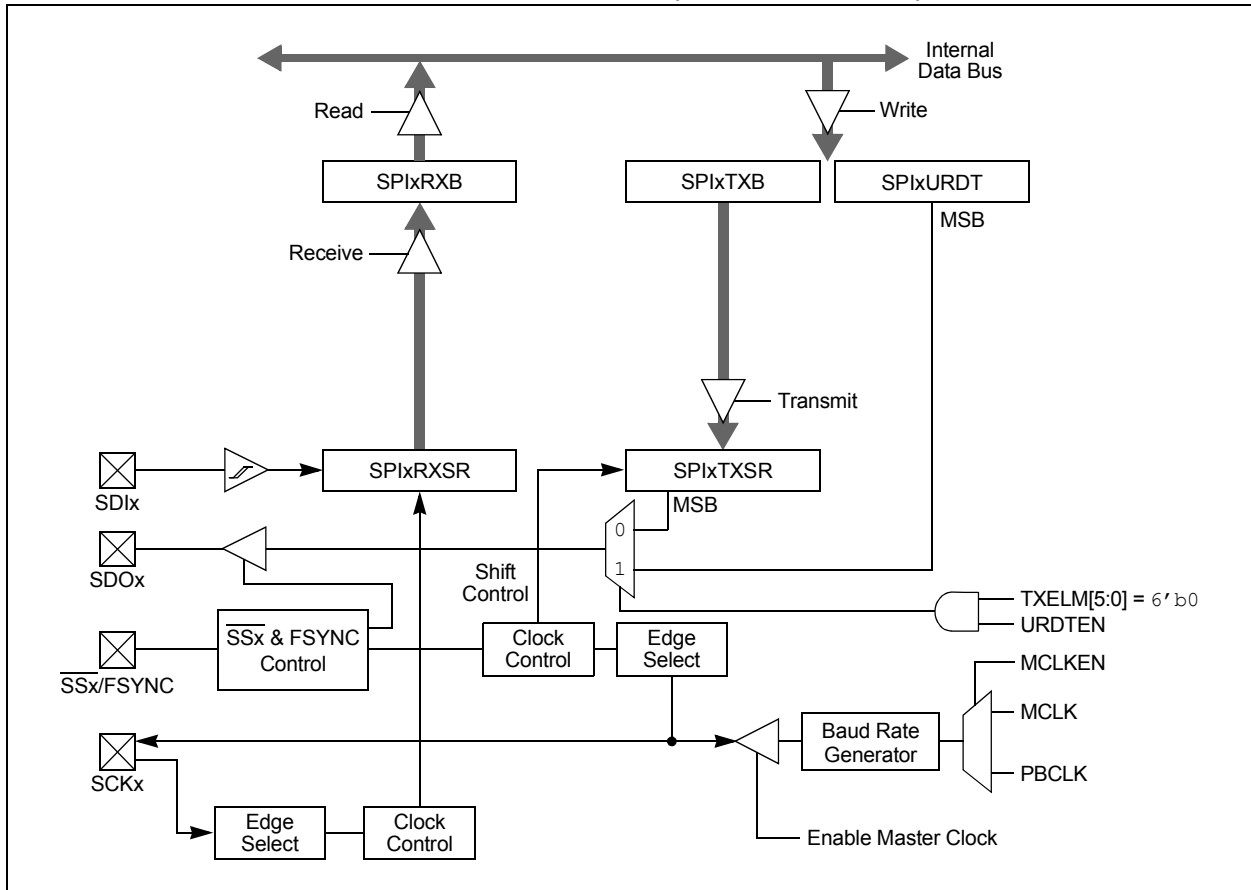 Internal
Data Bus
Read
Write
SPIxRXB
SPIxTXB
SPIxURDT
MSB
Receive
Transmit
SPIxRXSR
SPIxTXSR
SDIx
MSB
0
SDOx
Shift
Control
1
TXELM[5:0] = 6'b0
URDTEN
SSx & FSYNC
Control
Clock
Control
Edge
Select
SSx/FSYNC
MCLKEN
MCLK
Baud Rate
Generator
PBCLK
SCKx
Edge
Select
Clock
Control
Enable Master Clock